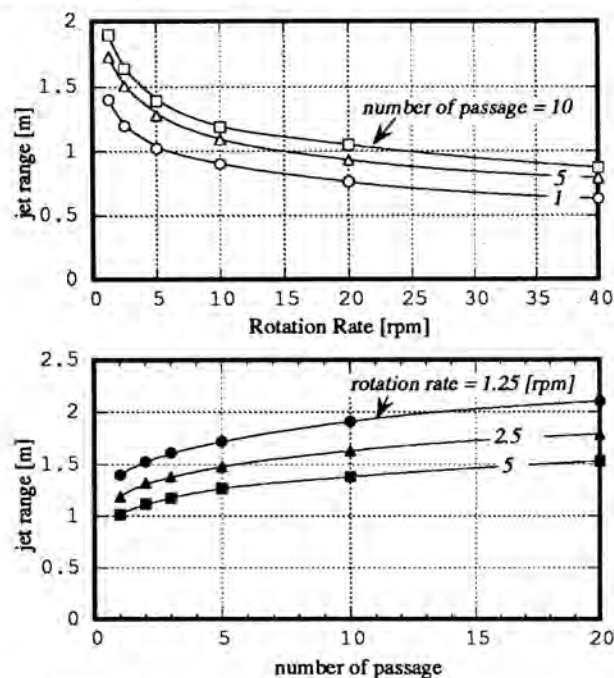 2
1.5
1
0.5
0
jet range [m]
number of passage = 10
5
1
0 5 10 15 20 25 30 35 40
Rotation Rate [rpm]
2.5
2
1.5
1
0.5
0
jet range [m]
rotation rate = 1.25 [rpm]
2.5
5
0 5 10 15 20
number of passage